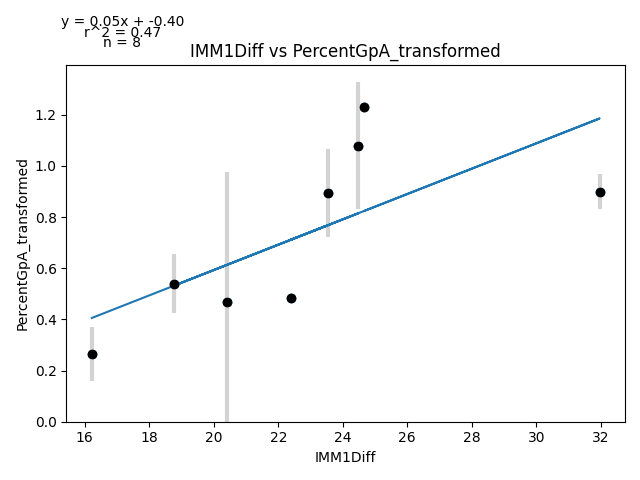 y = 0.05x + -0.40
r^2 = 0.47
n = 8
IMM1Diff vs PercentGpA_transformed
PercentGpA_transformed
1.2
1.0
0.8
0.6
0.4
0.2
0.0
16 18 20 22 24 26 28 30 32
IMM1Diff